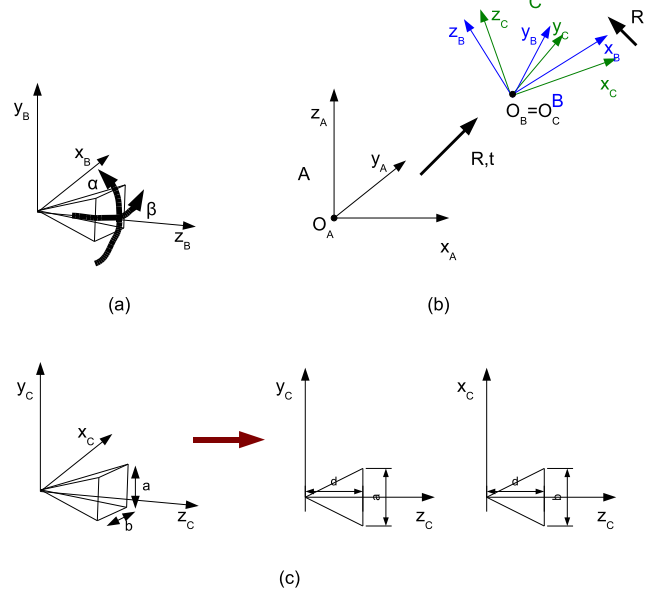 C
z_C
R
z_B
y_B
y_C
x_B
x_C
B
O_B=O_C
y_B
x_B
α
β
z_B
(a)
z_A
y_A
A
R,t
O_A
x_A
(b)
y_C
x_C
a
b
z_C
y_C
d
a
z_C
x_C
d
b
z_C
(c)